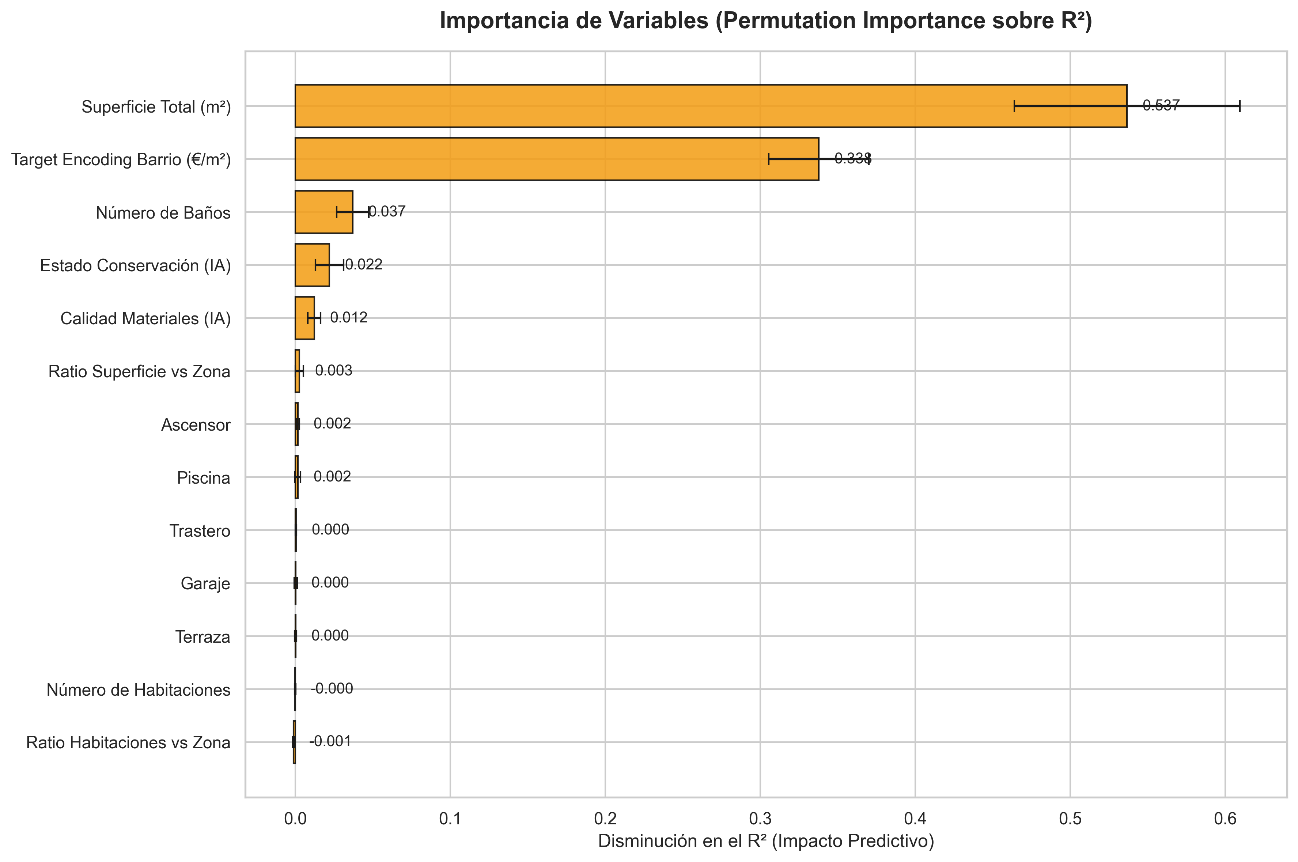 Importancia de Variables (Permutation Importance sobre R²)
Superficie Total (m²)
0.537
Target Encoding Barrio (€/m²)
0.338
Número de Baños
0.037
Estado Conservación (IA)
0.022
Calidad Materiales (IA)
0.012
Ratio Superficie vs Zona
0.003
Ascensor
0.002
Piscina
0.002
Trastero
0.000
Garaje
0.000
Terraza
0.000
Número de Habitaciones
-0.000
Ratio Habitaciones vs Zona
-0.001
0.0 0.1 0.2 0.3 0.4 0.5 0.6
Disminución en el R² (Impacto Predictivo)